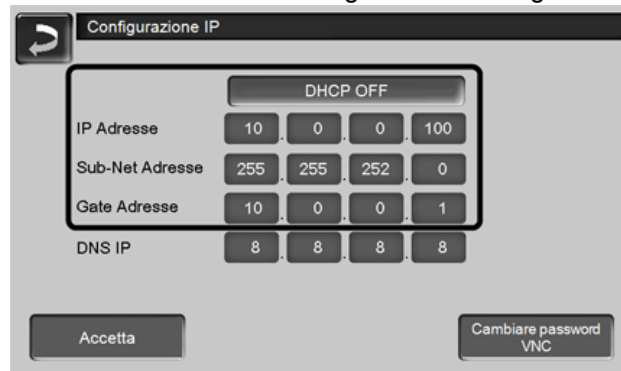 Configurazione IP
DHCP OFF
IP Adresse 10 . 0 . 0 . 100
Sub-Net Adresse 255 . 255 . 252 . 0
Gate Adresse 10 . 0 . 0 . 1
DNS IP 8 . 8 . 8 . 8
Accetta
Cambiare password
VNC